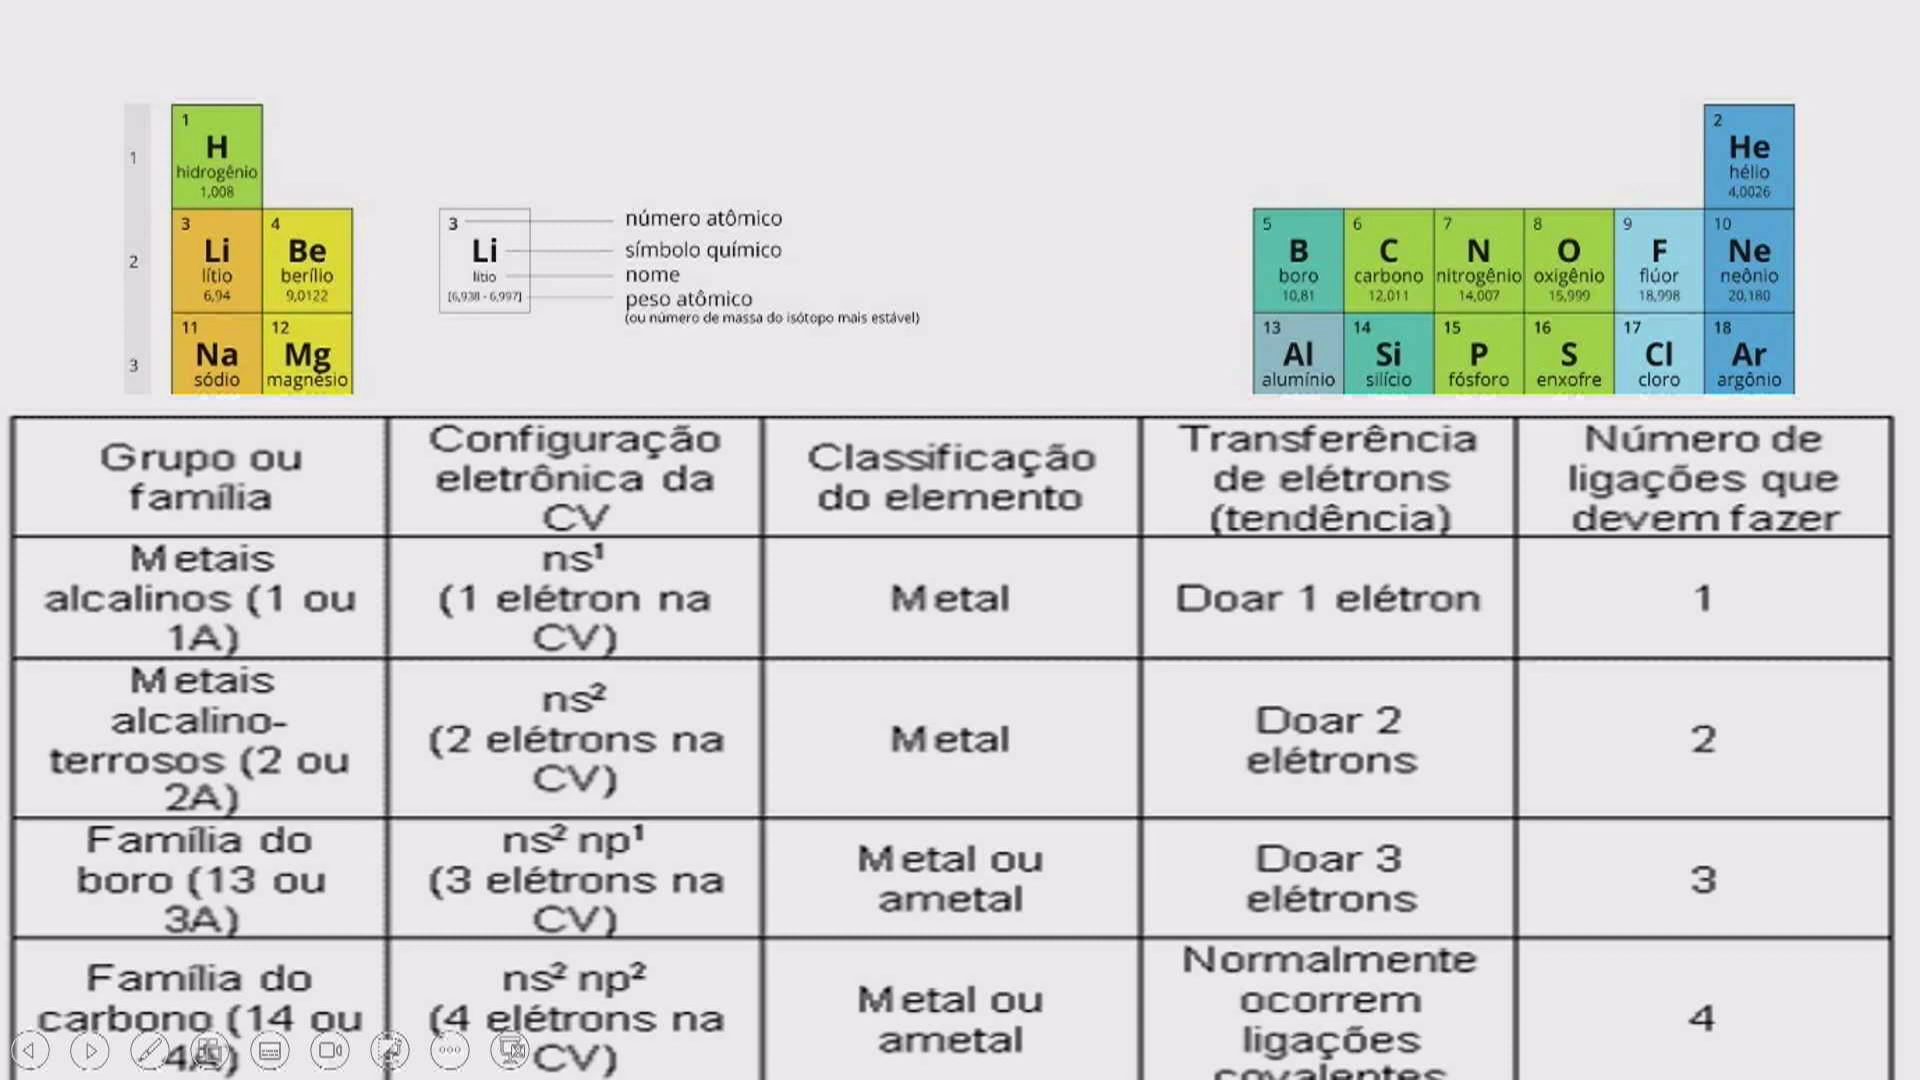 1
H
hidrogênio
1,008
2
He
hélio
4,0026
1
3
Li
lítio
6,94
4
Be
berílio
9,0122
2
3
Li
lítio
[6,938 - 6,997]
número atômico
símbolo químico
nome
peso atômico
(ou número de massa do isótopo mais estável)
5
B
boro
10,81
6
C
carbono
12,011
7
N
nitrogênio
14,007
8
O
oxigênio
15,999
9
F
flúor
18,998
10
Ne
neônio
20,180
11
Na
sódio
12
Mg
magnésio
3
13
Al
alumínio
14
Si
silício
15
P
fósforo
16
S
enxofre
17
Cl
cloro
18
Ar
argônio
Grupo ou
família
Configuração
eletrônica da
CV
Classificação
do elemento
Transferência
de elétrons
(tendência)
Número de
ligações que
devem fazer
Metais
alcalinos (1 ou
1A)
ns¹
(1 elétron na
CV)
Metal
Doar 1 elétron
1
Metais
alcalino-
terrosos (2 ou
2A)
ns²
(2 elétrons na
CV)
Metal
Doar 2
elétrons
2
Família do
boro (13 ou
3A)
ns² np¹
(3 elétrons na
CV)
Metal ou
ametal
Doar 3
elétrons
3
Família do
carbono (14 ou
4A)
ns² np²
(4 elétrons na
CV)
Metal ou
ametal
Normalmente
ocorrem
ligações
covalentes
4